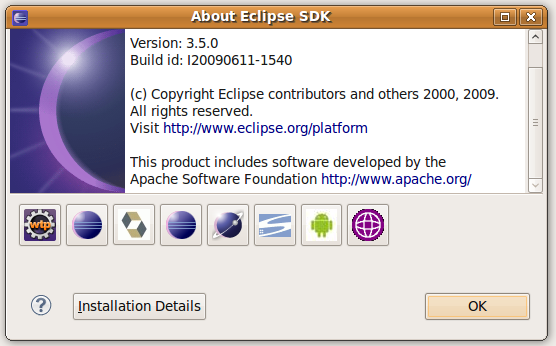 About Eclipse SDK
Version: 3.5.0
Build id: I20090611-1540
(c) Copyright Eclipse contributors and others 2000, 2009.
All rights reserved.
Visit http://www.eclipse.org/platform
This product includes software developed by the
Apache Software Foundation http://www.apache.org/
wtp
?
Installation Details
OK